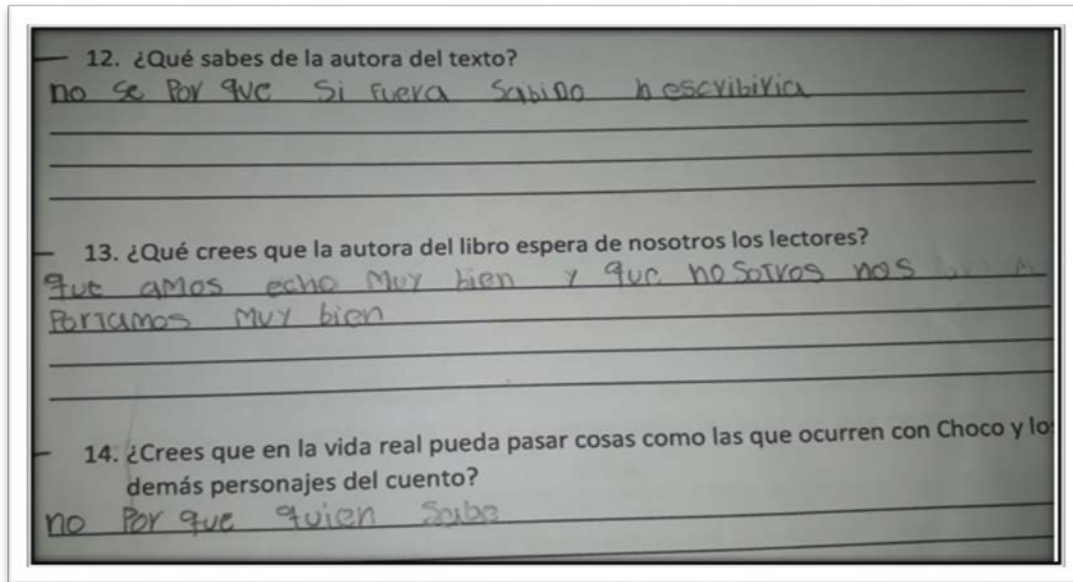 12. ¿Qué sabes de la autora del texto?
no se por que si fuera sabido h escribiria
13. ¿Qué crees que la autora del libro espera de nosotros los lectores?
que amos echo muy bien y que nosotros nos
portamos muy bien
14. ¿Crees que en la vida real pueda pasar cosas como las que ocurren con Choco y los
demás personajes del cuento?
no por que quien sabe